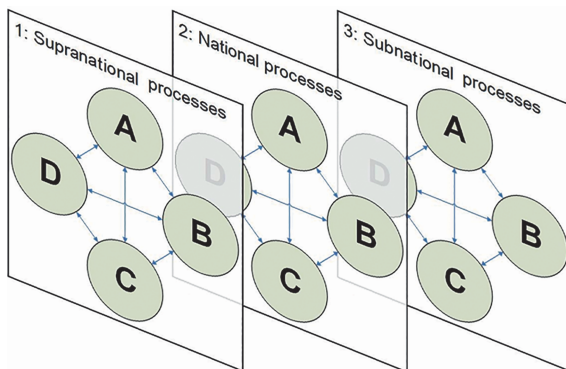 1: Supranational processes
A
D
B
C
2: National processes
A
D
B
C
3: Subnational processes
A
D
B
C